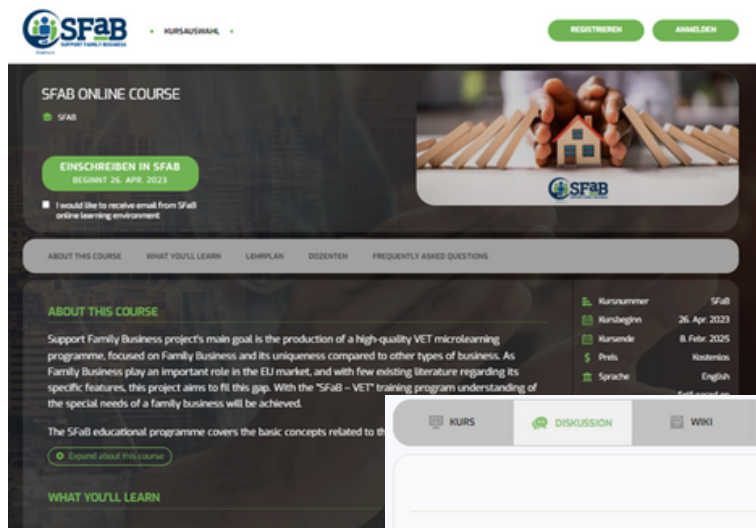 SFaB
SUPPORT FAMILY BUSINESS
KURSAUSWAHL
REGISTRIEREN
ANMELDEN
SFAB ONLINE COURSE
SFAB
EINSCHREIBEN IN SFAB
BEGINNT 26. APR. 2023
I would like to receive email from SFaB
online learning environment
SFaB
ABOUT THIS COURSE
WHAT YOU'LL LEARN
LEHRPLAN
DOZENTEN
FREQUENTLY ASKED QUESTIONS
ABOUT THIS COURSE
Support Family Business project's main goal is the production of a high-quality VET microlearning
programme, focused on Family Business and its uniqueness compared to other types of business. As
Family Business play an important role in the EU market, and with few existing literature regarding its
specific features, this project aims to fil this gap. With the "SFaB – VET" training program understanding of
the special needs of a family business will be achieved.
The SFaB educational programme covers the basic concepts related to th
Expand about this course
WHAT YOU'LL LEARN
Kursnummer SFaB
Kursbeginn 26. Apr. 2023
Kursende 8. Febr. 2025
Preis Kostenlos
Sprache English
KURS
DISKUSSION
WIKI